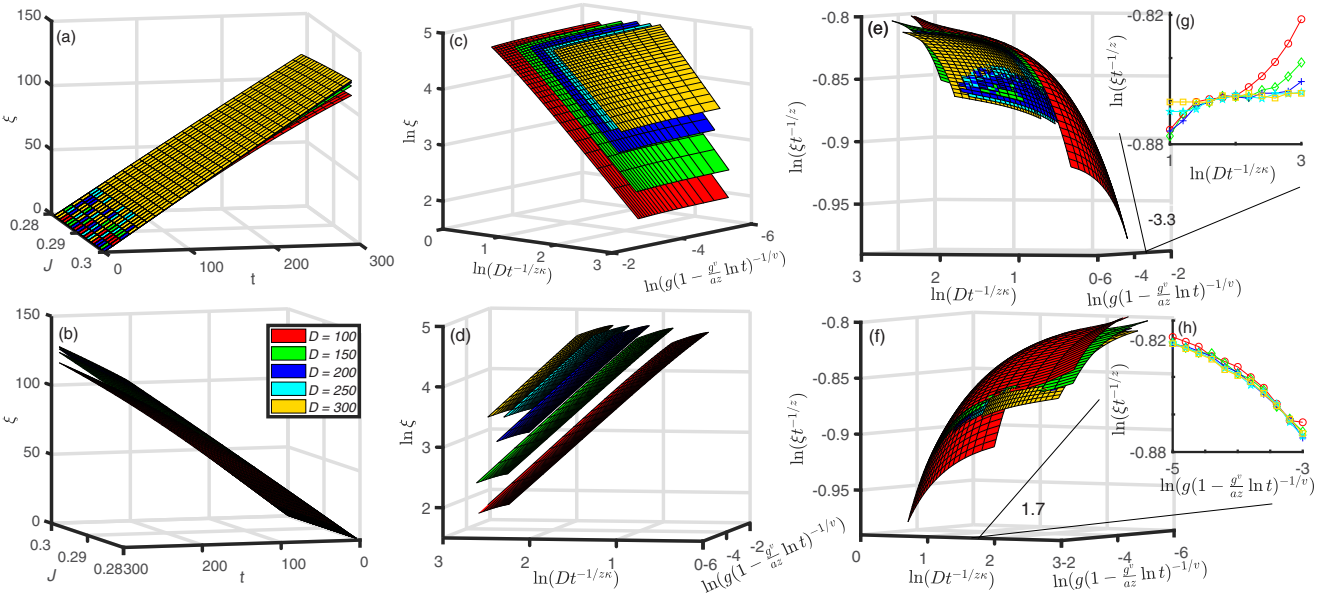 (a)
150
100
50
0
ξ
0.28
0.29
0.3
J
0
100
200
300
t
(b)
150
100
50
0
ξ
0.3
0.29
0.28
J
300
200
100
0
t
D = 100
D = 150
D = 200
D = 250
D = 300
(c)
5
4
3
2
0
ln ξ
1
2
3
-2
-4
-6
ln(Dt^{-1/zκ})
ln(g(1 − g^v/az ln t)^{-1/v})
(d)
5
4
3
2
ln ξ
3
2
1
0
-6
-4
-2
ln(Dt^{-1/zκ})
ln(g(1 − g^v/az ln t)^{-1/v})
(e)
-0.8
-0.85
-0.9
-0.95
ln(ξt^{-1/z})
3
2
1
0
-6
-4
-2
ln(Dt^{-1/zκ})
ln(g(1 − g^v/az ln t)^{-1/v})
-3.3
(g)
-0.82
-0.88
ln(ξt^{-1/z})
1
3
ln(Dt^{-1/zκ})
(f)
-0.8
-0.85
-0.9
-0.95
ln(ξt^{-1/z})
0
1
2
3
-2
-4
-6
ln(Dt^{-1/zκ})
ln(g(1 − g^v/az ln t)^{-1/v})
1.7
(h)
-0.82
-0.88
ln(ξt^{-1/z})
-5
-3
ln(g(1 − g^v/az ln t)^{-1/v})